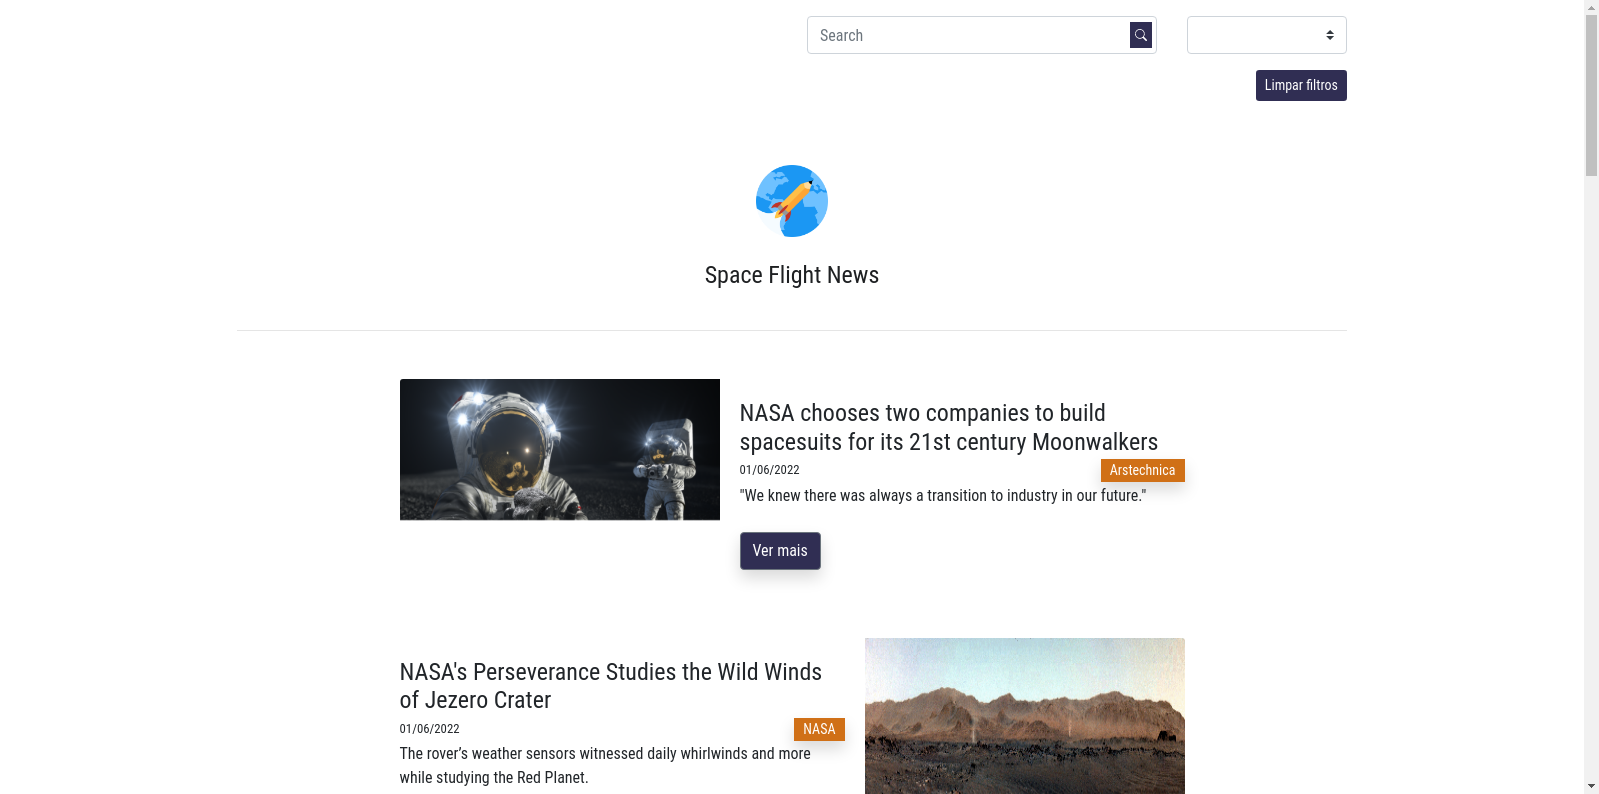 Search
Limpar filtros
Space Flight News
NASA chooses two companies to build
spacesuits for its 21st century Moonwalkers
01/06/2022
Arstechnica
"We knew there was always a transition to industry in our future."
Ver mais
NASA's Perseverance Studies the Wild Winds
of Jezero Crater
01/06/2022
NASA
The rover’s weather sensors witnessed daily whirlwinds and more
while studying the Red Planet.